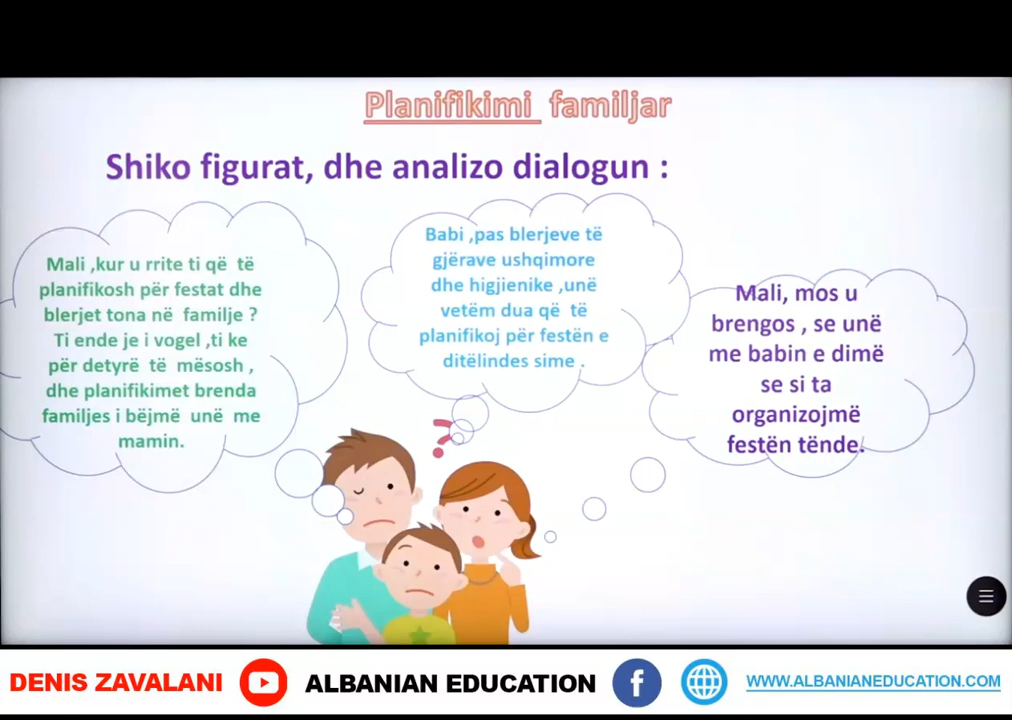 Planifikimi familjar
Shiko figurat, dhe analizo dialogun :
Mali ,kur u rrite ti që të
planifikosh për festat dhe
blerjet tona në familje ?
Ti ende je i vogel ,ti ke
për detyrë të mësosh ,
dhe planifikimet brenda
familjes i bëjmë unë me
mamin.
Babi ,pas blerjeve të
gjërave ushqimore
dhe higjienike ,unë
vetëm dua që të
planifikoj për festën e
ditëlindes sime .
Mali, mos u
brengos , se unë
me babin e dimë
se si ta
organizojmë
festën tënde.
?
DENIS ZAVALANI
ALBANIAN EDUCATION
f
WWW.ALBANIANEDUCATION.COM